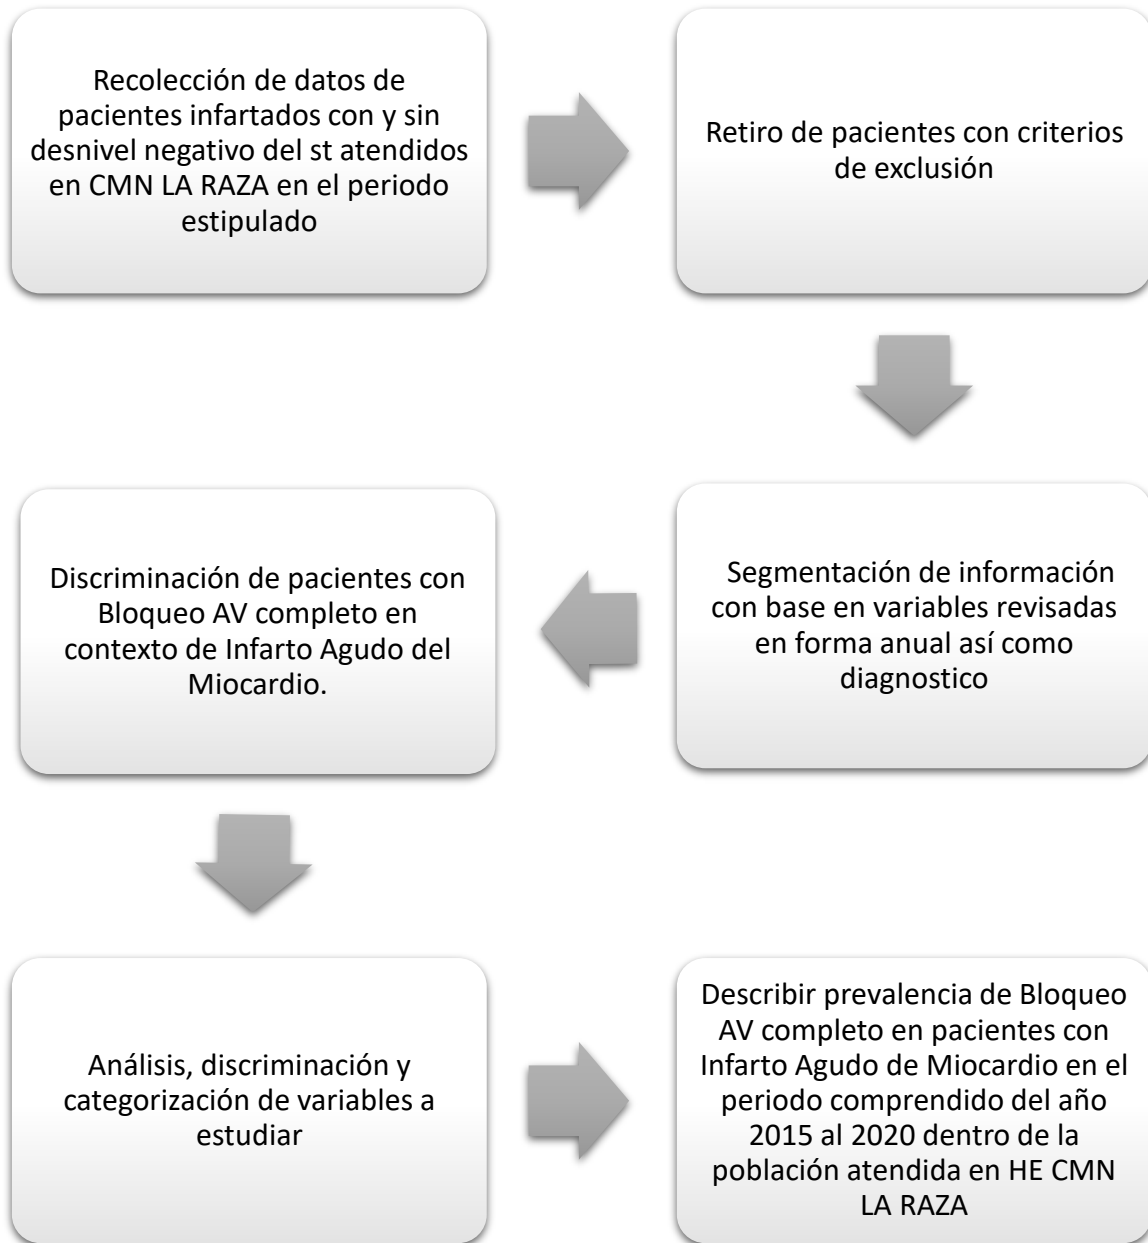 Recolección de datos de
pacientes infartados con y sin
desnivel negativo del st atendidos
en CMN LA RAZA en el periodo
estipulado
Retiro de pacientes con criterios
de exclusión
Segmentación de información
con base en variables revisadas
en forma anual así como
diagnostico
Discriminación de pacientes con
Bloqueo AV completo en
contexto de Infarto Agudo del
Miocardio.
Análisis, discriminación y
categorización de variables a
estudiar
Describir prevalencia de Bloqueo
AV completo en pacientes con
Infarto Agudo de Miocardio en el
periodo comprendido del año
2015 al 2020 dentro de la
población atendida en HE CMN
LA RAZA